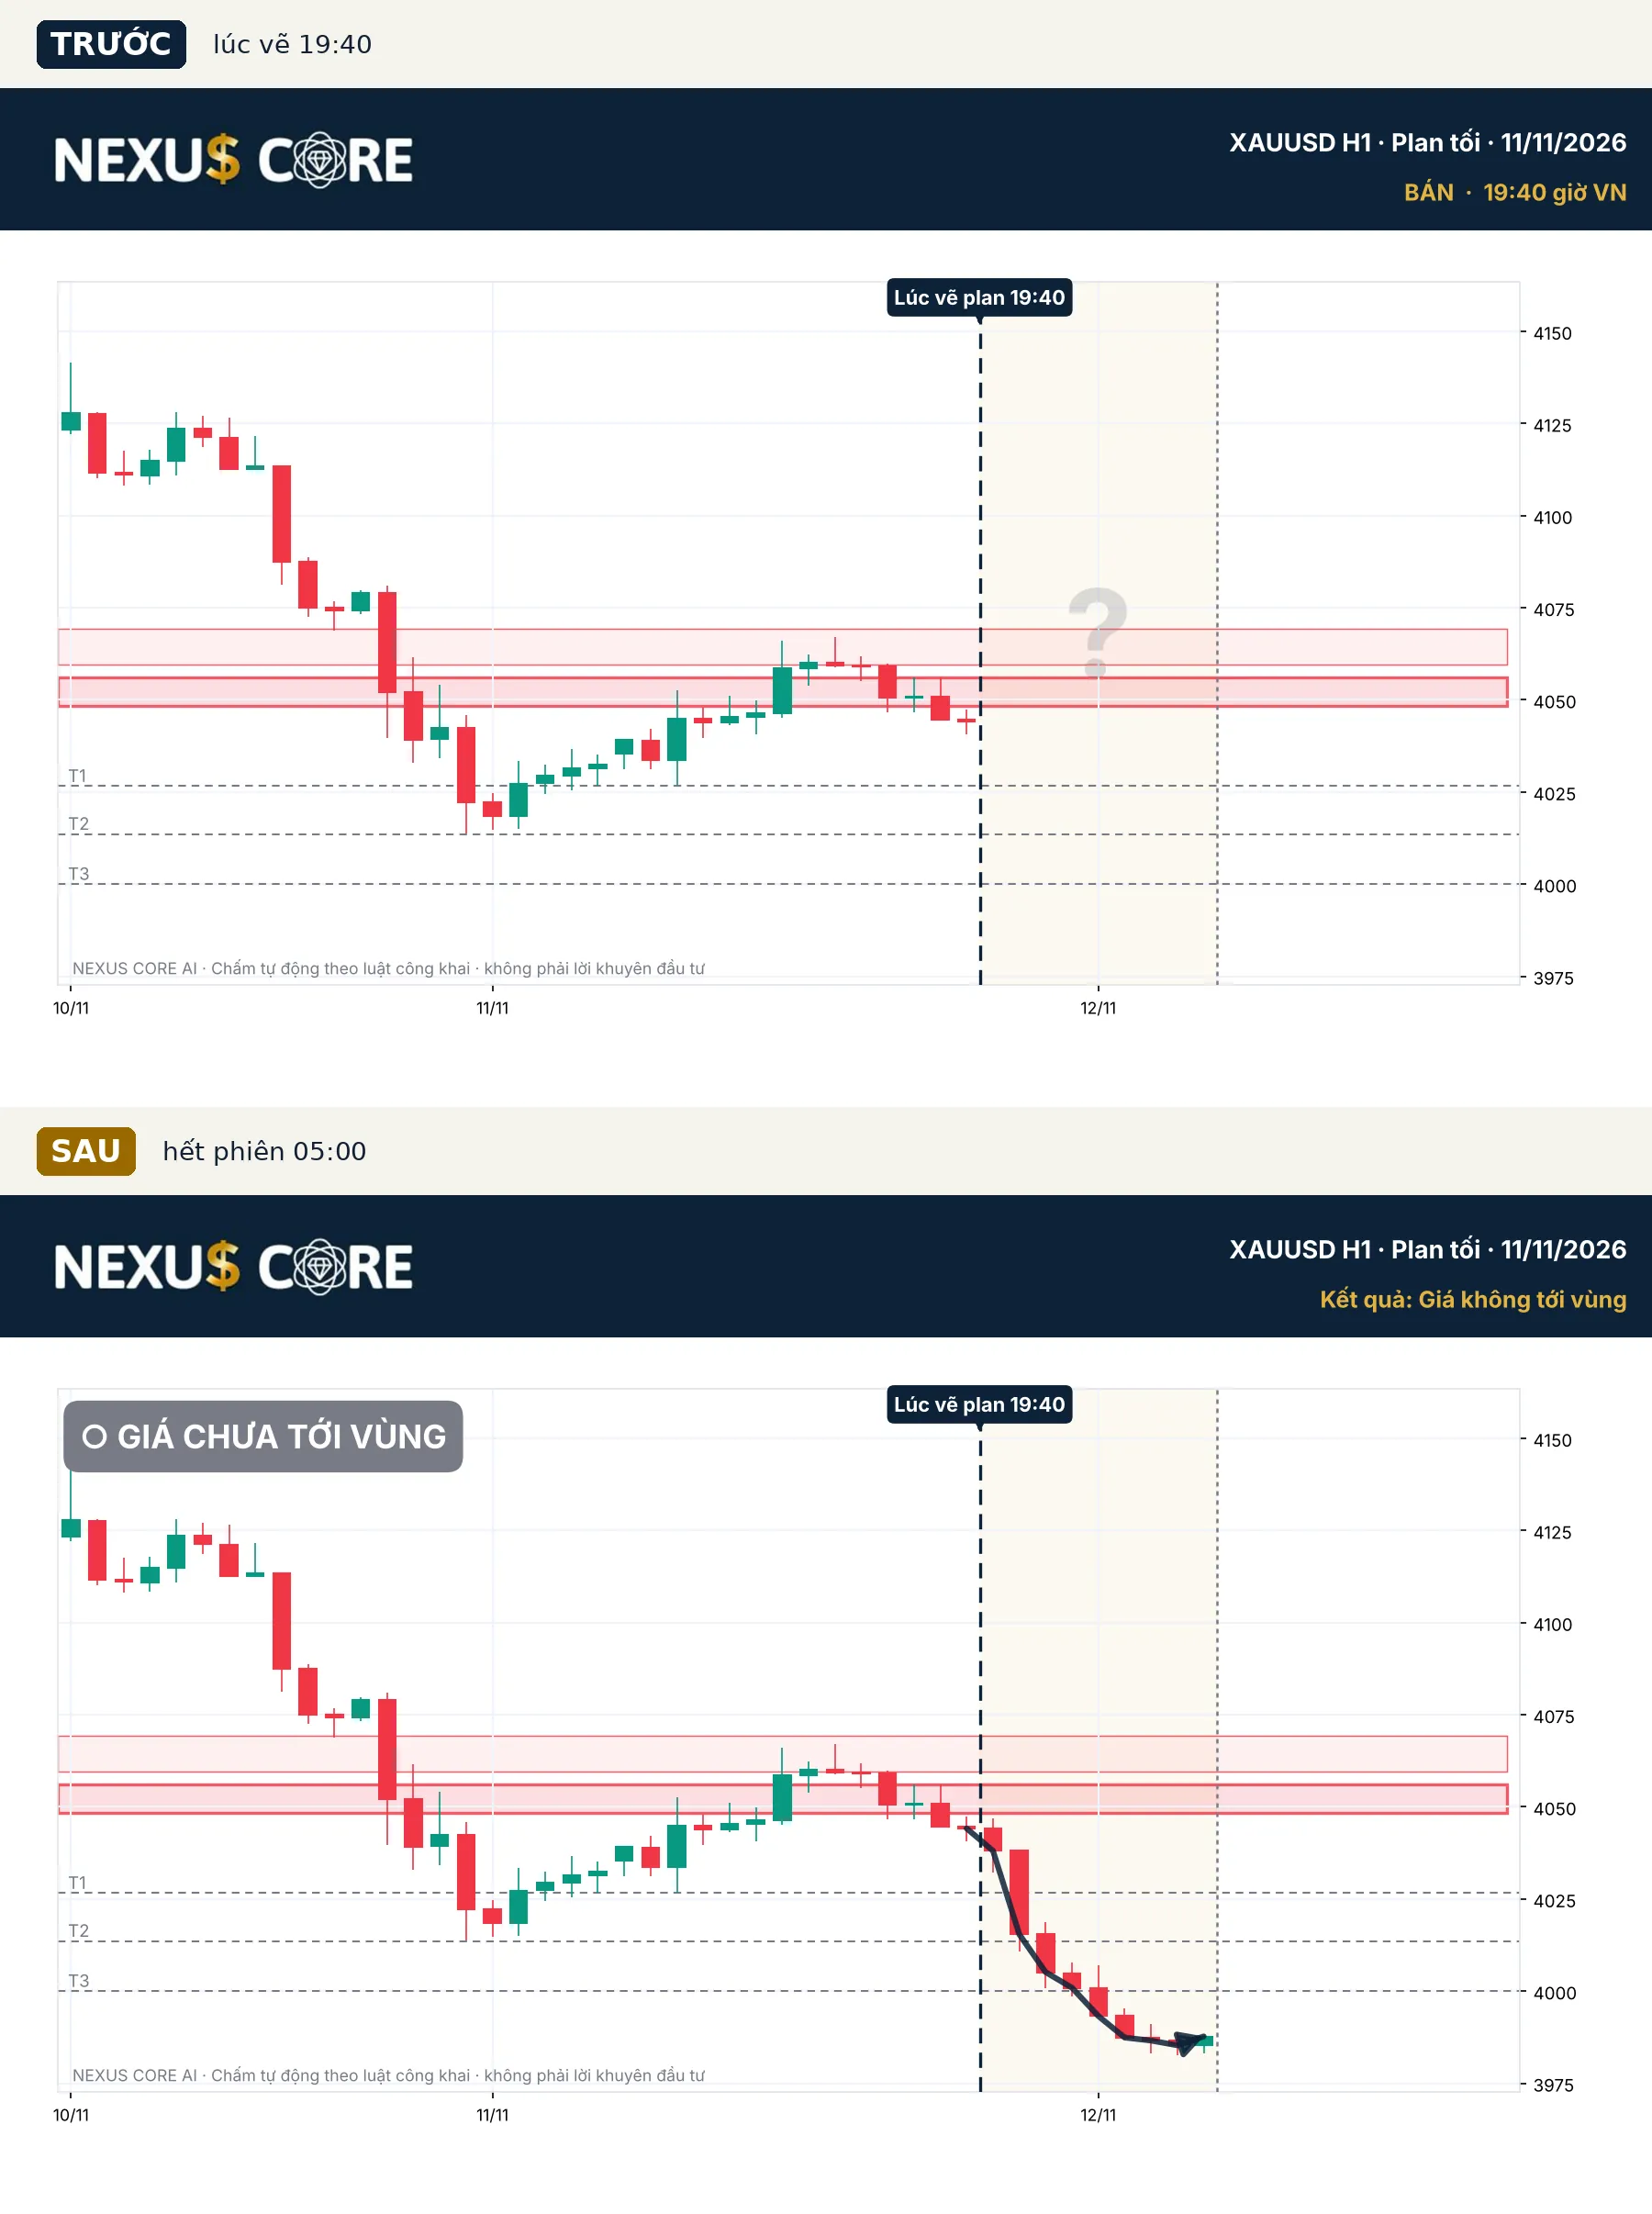 TRƯỚC lúc vẽ 19:40
NEXU$ CORE
XAUUSD H1 · Plan tối · 11/11/2026
BÁN · 19:40 giờ VN
Lúc vẽ plan 19:40
4150
4125
4100
?
4075
4050
T1
4025
T2
T3
4000
NEXUS CORE AI · Chấm tự động theo luật công khai · không phải lời khuyên đầu tư
3975
10/11 11/11 12/11
SAU hết phiên 05:00
NEXU$ CORE
XAUUSD H1 · Plan tối · 11/11/2026
Kết quả: Giá không tới vùng
Lúc vẽ plan 19:40
GIÁ CHƯA TỚI VÙNG
4150
4125
4100
4075
4050
T1
4025
T2
T3
4000
NEXUS CORE AI · Chấm tự động theo luật công khai · không phải lời khuyên đầu tư
3975
10/11 11/11 12/11